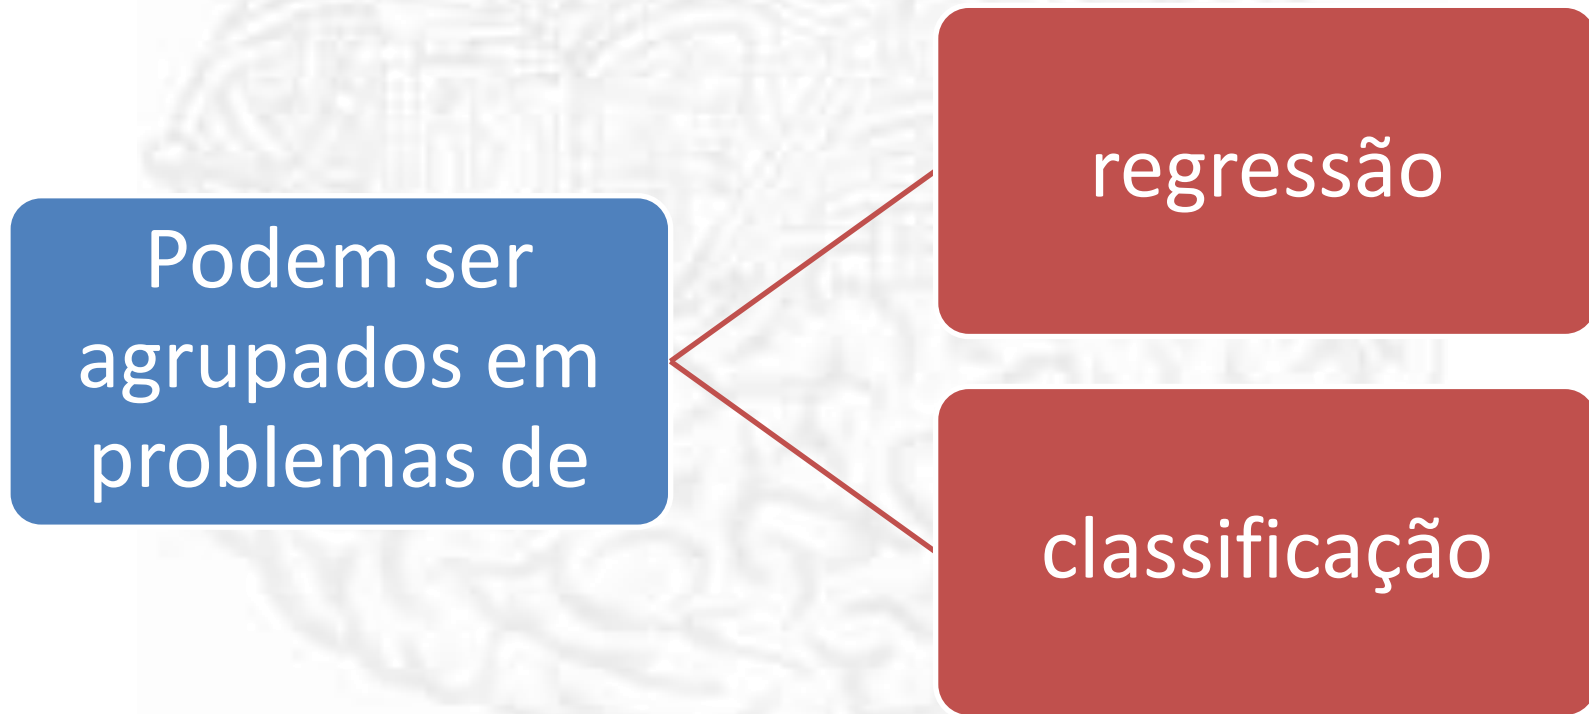 Podem ser
agrupados em
problemas de
regressão
classificação